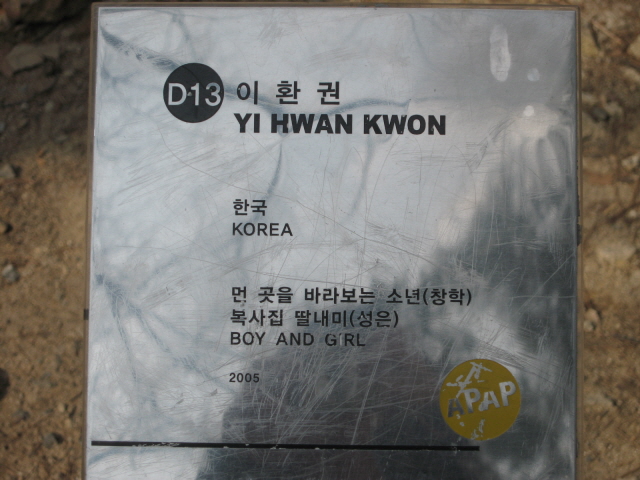 D-13 이 환 권
YI HWAN KWON
한국
KOREA
먼 곳을 바라보는 소년(창학)
복사집 딸내미(성은)
BOY AND GIRL
2005
APAP